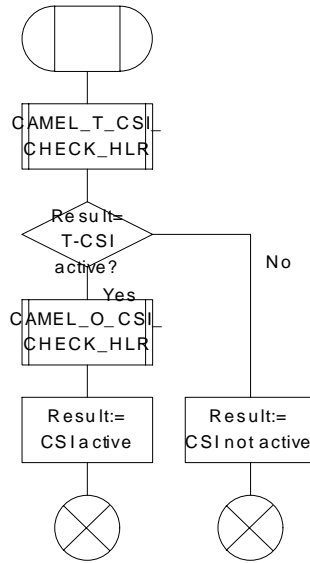 CAMEL_T_CSI_
CHECK_HLR
Result=
T-CSI
active?
No
Yes
CAMEL_O_CSI_
CHECK_HLR
Result:=
CSI active
Result:=
CSI not active